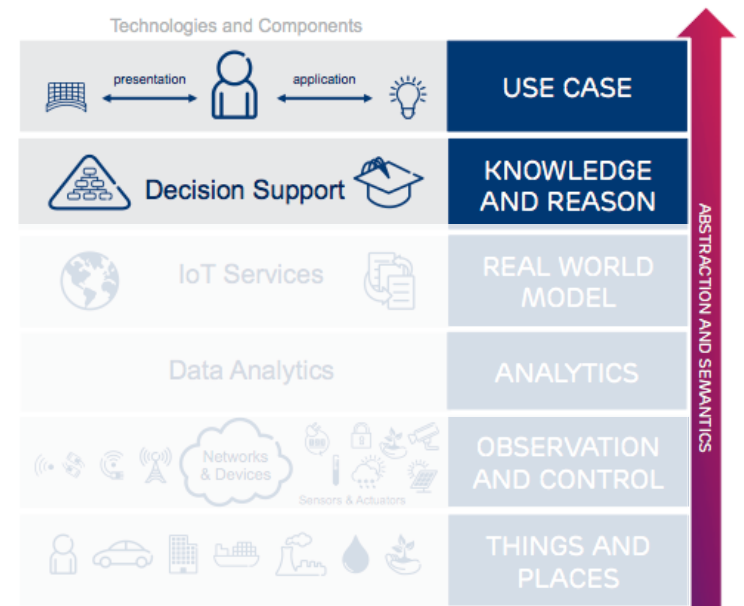 Technologies and Components
presentation
application
USE CASE
Decision Support
KNOWLEDGE
AND REASON
IoT Services
REAL WORLD
MODEL
Data Analytics
ANALYTICS
Networks
& Devices
Sensors & Actuators
OBSERVATION
AND CONTROL
THINGS AND
PLACES
ABSTRACTION AND SEMANTICS